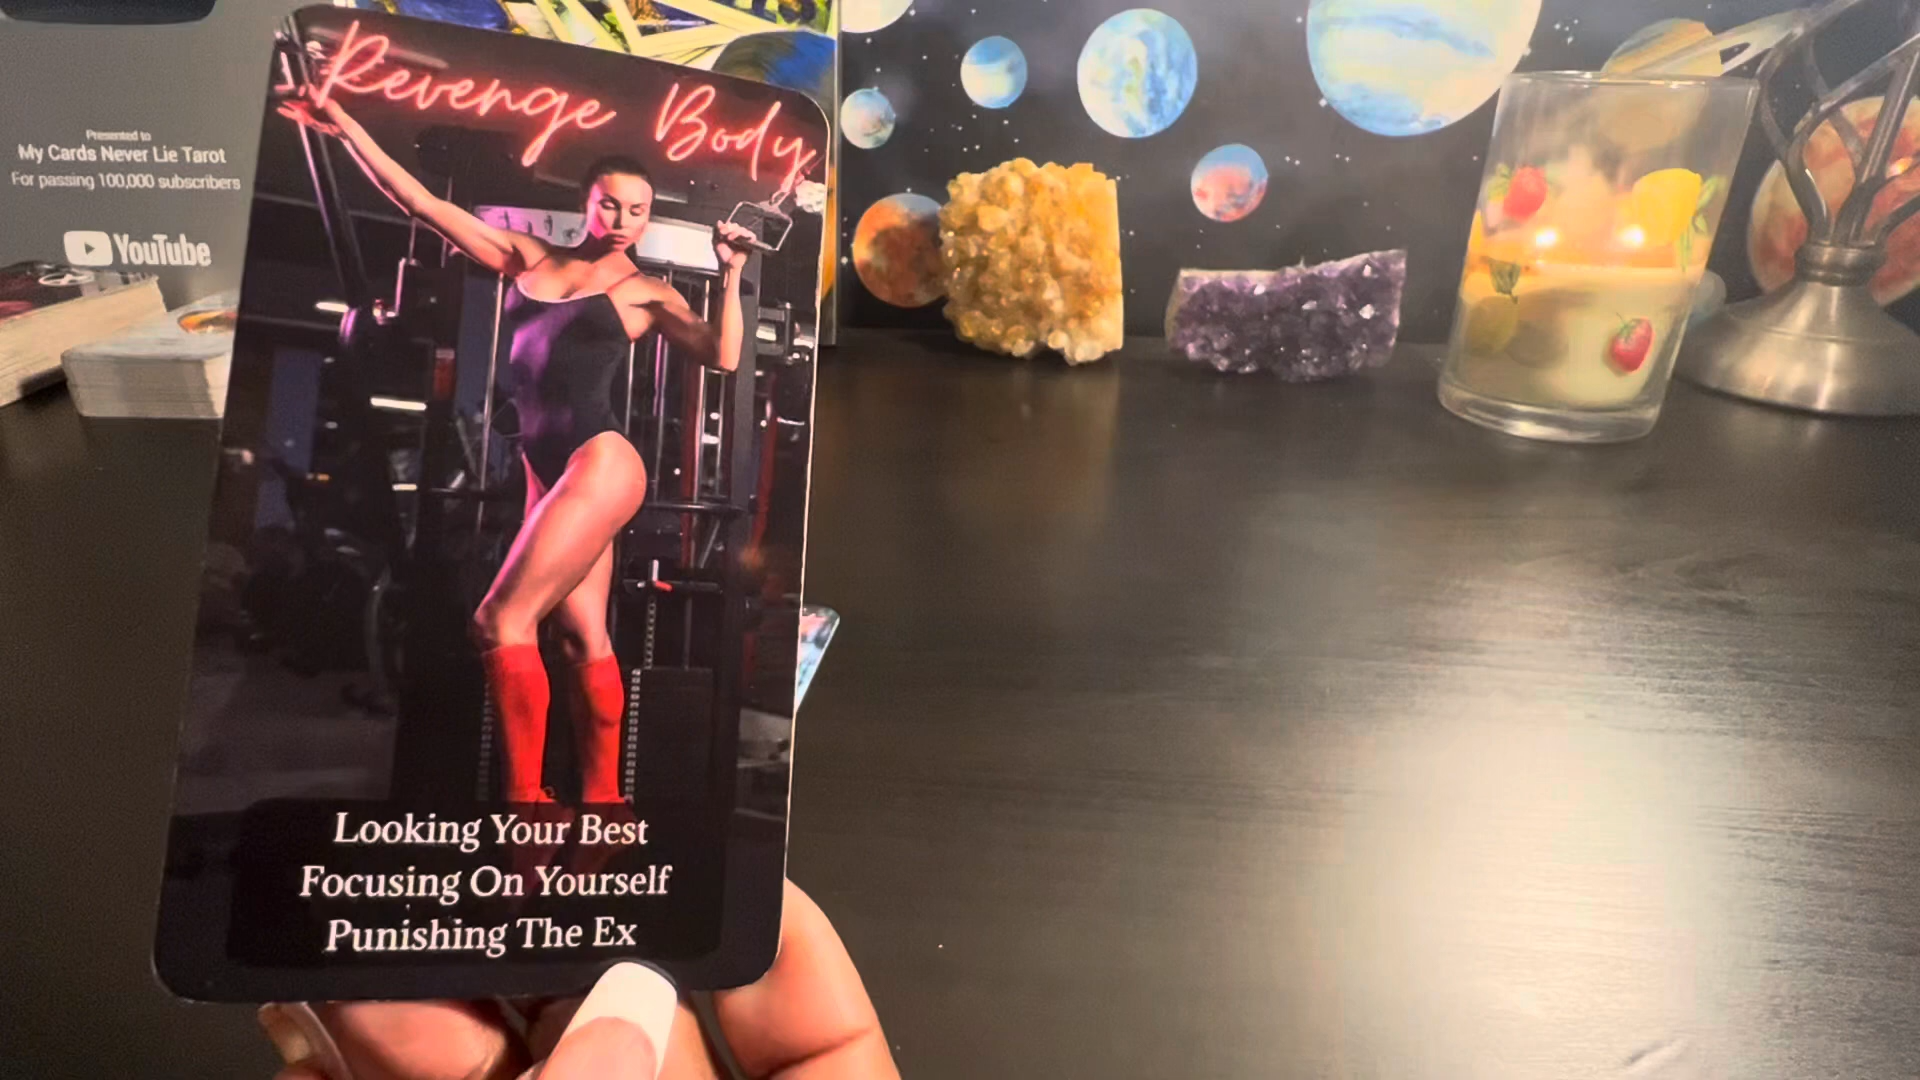 Revenge Body
Looking Your Best
Focusing On Yourself
Punishing The Ex
Presented to
My Cards Never Lie Tarot
For passing 100,000 subscribers
YouTube